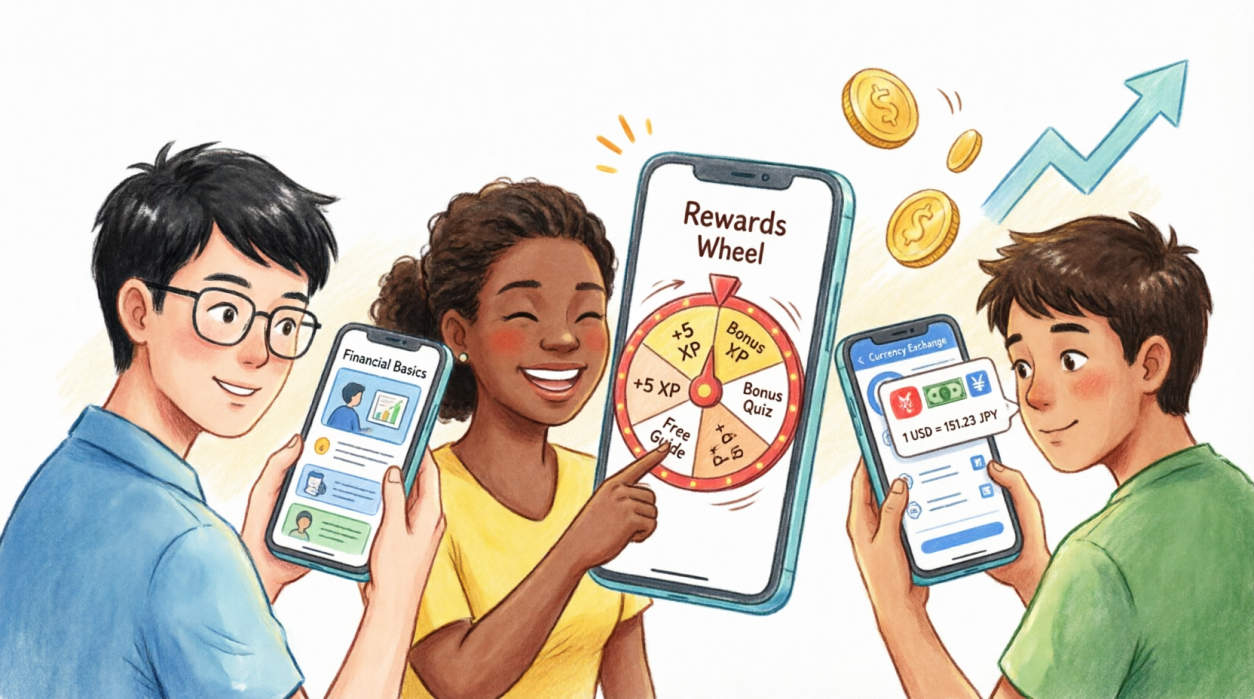 Financial Basics
Rewards
Wheel
+5
XP
Bonus
XP
+5 XP
Bonus
Quiz
Free
Guide
Currency Exchange
¥
1 USD = 151.23 JPY